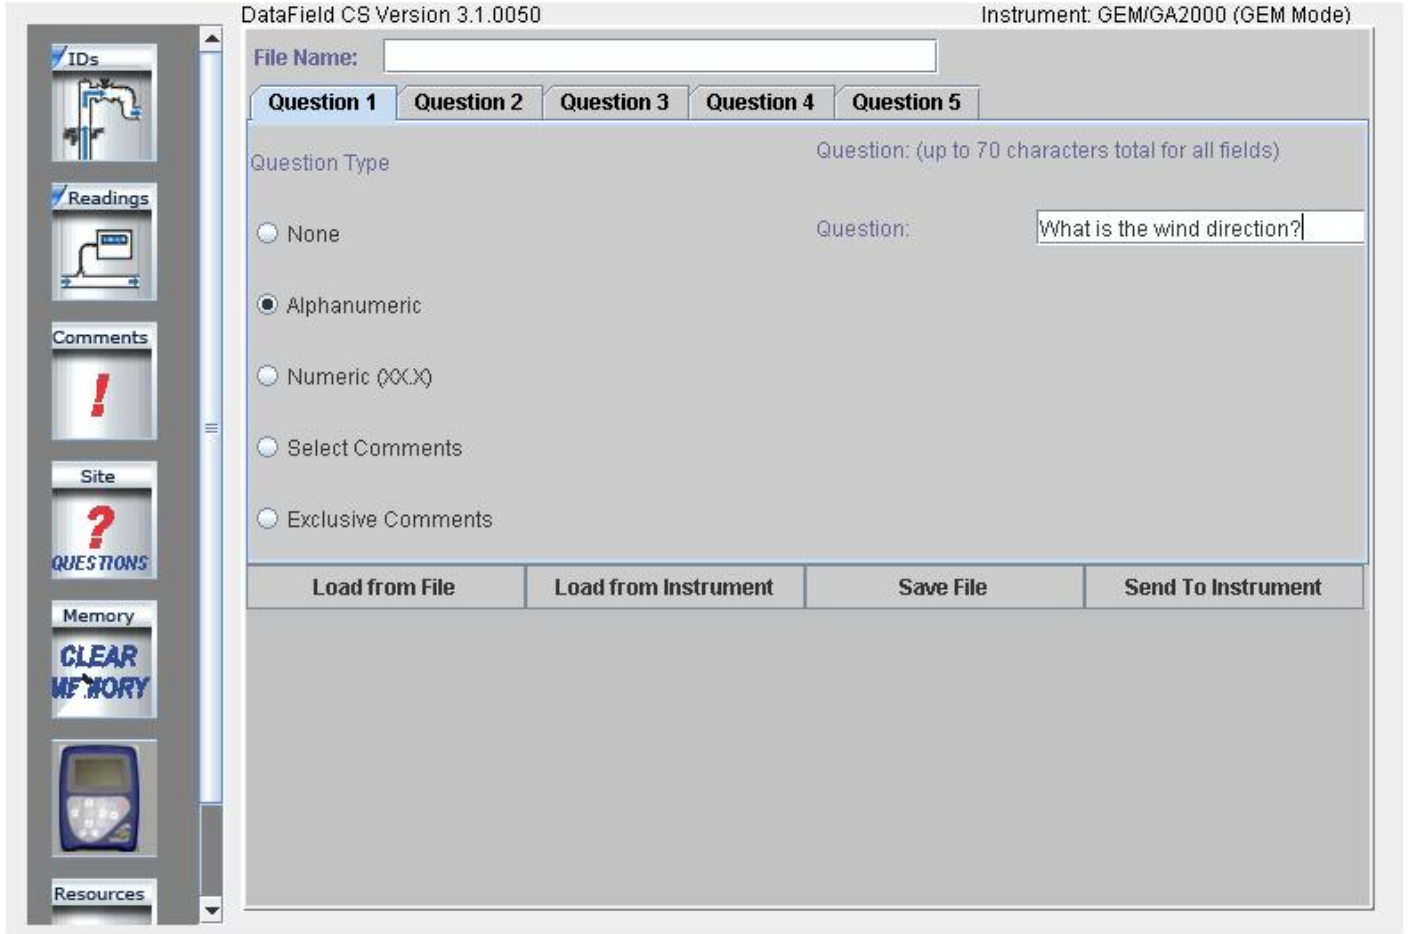 DataField CS Version 3.1.0050
Instrument: GEM/GA2000 (GEM Mode)
IDs
Readings
Comments
!
Site
?
QUESTIONS
Memory
CLEAR
MEMORY
Resources
File Name:
Question 1
Question 2
Question 3
Question 4
Question 5
Question Type
Question: (up to 70 characters total for all fields)
None
Question:
What is the wind direction?
Alphanumeric
Numeric (XX.X)
Select Comments
Exclusive Comments
Load from File
Load from Instrument
Save File
Send To Instrument